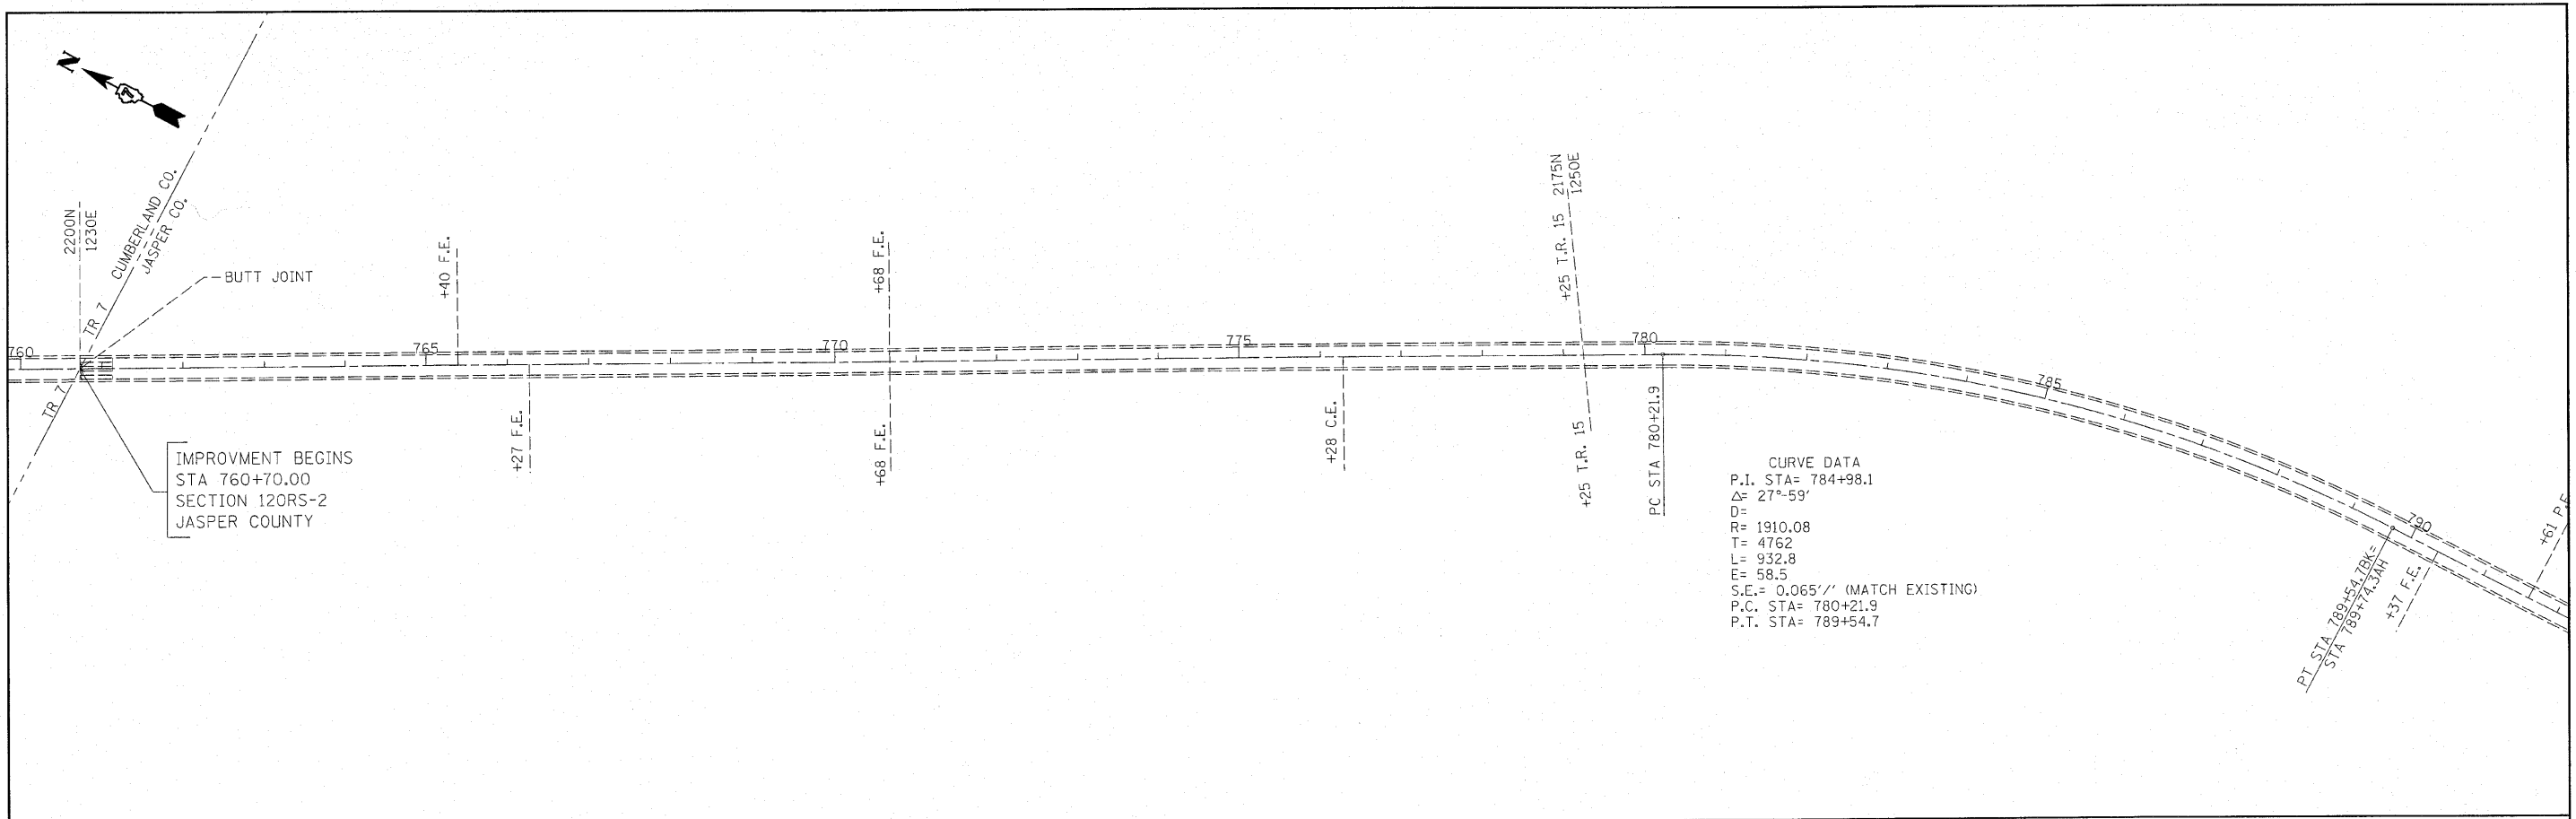 N
7
2200N
1230E
CUMBERLAND CO.
JASPER CO.
TR 7
TR 7
BUTT JOINT
IMPROVMENT BEGINS
STA 760+70.00
SECTION 120RS-2
JASPER COUNTY
760
765
770
775
780
785
790
+40 F.E.
+27 F.E.
+68 F.E.
+68 F.E.
+28 C.E.
+25 T.R. 15 2175N
1250E
+25 T.R. 15
PC STA 780+21.9
CURVE DATA
P.I. STA= 784+98.1
Δ= 27°-59'
D=
R= 1910.08
T= 4762
L= 932.8
E= 58.5
S.E.= 0.065'/' (MATCH EXISTING)
P.C. STA= 780+21.9
P.T. STA= 789+54.7
PT STA 789+54.7BK=
STA 789+74.3AH
+37 F.E.
+61